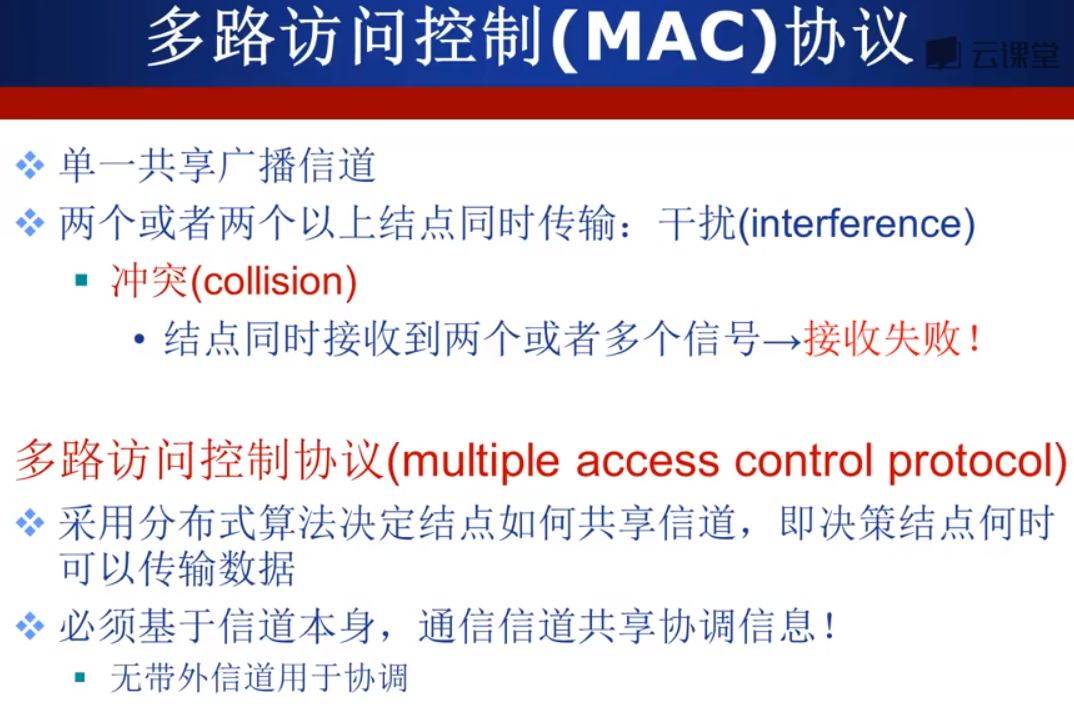 多路访问控制(MAC)协议
云课堂
单一共享广播信道
两个或者两个以上结点同时传输：干扰(interference)
冲突(collision)
结点同时接收到两个或者多个信号→接收失败！
多路访问控制协议(multiple access control protocol)
采用分布式算法决定结点如何共享信道，即决策结点何时
可以传输数据
必须基于信道本身，通信信道共享协调信息！
无带外信道用于协调